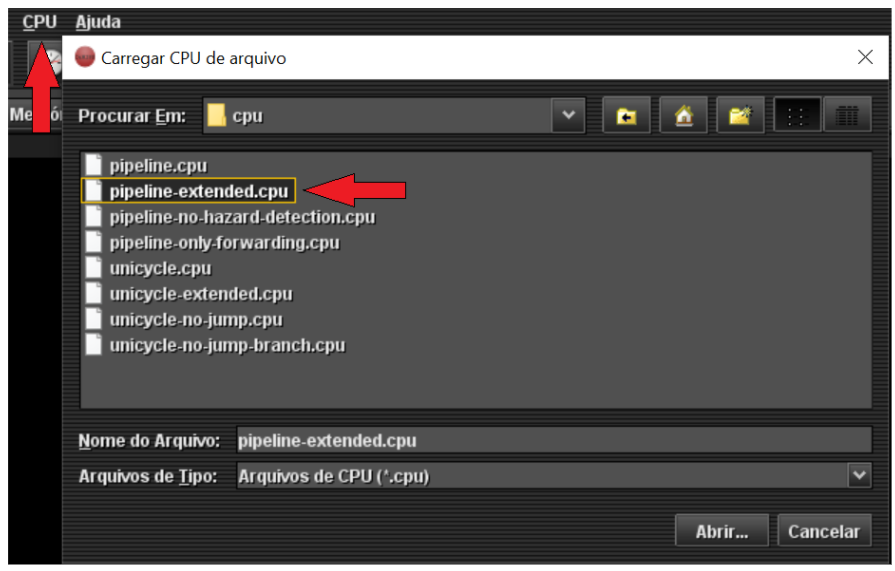 CPU Ajuda
Carregar CPU de arquivo
Procurar Em: cpu
pipeline.cpu
pipeline-extended.cpu
pipeline-no-hazard-detection.cpu
pipeline-only-forwarding.cpu
unicycle.cpu
unicycle-extended.cpu
unicycle-no-jump.cpu
unicycle-no-jump-branch.cpu
Nome do Arquivo: pipeline-extended.cpu
Arquivos de Tipo: Arquivos de CPU (*.cpu)
Abrir... Cancelar